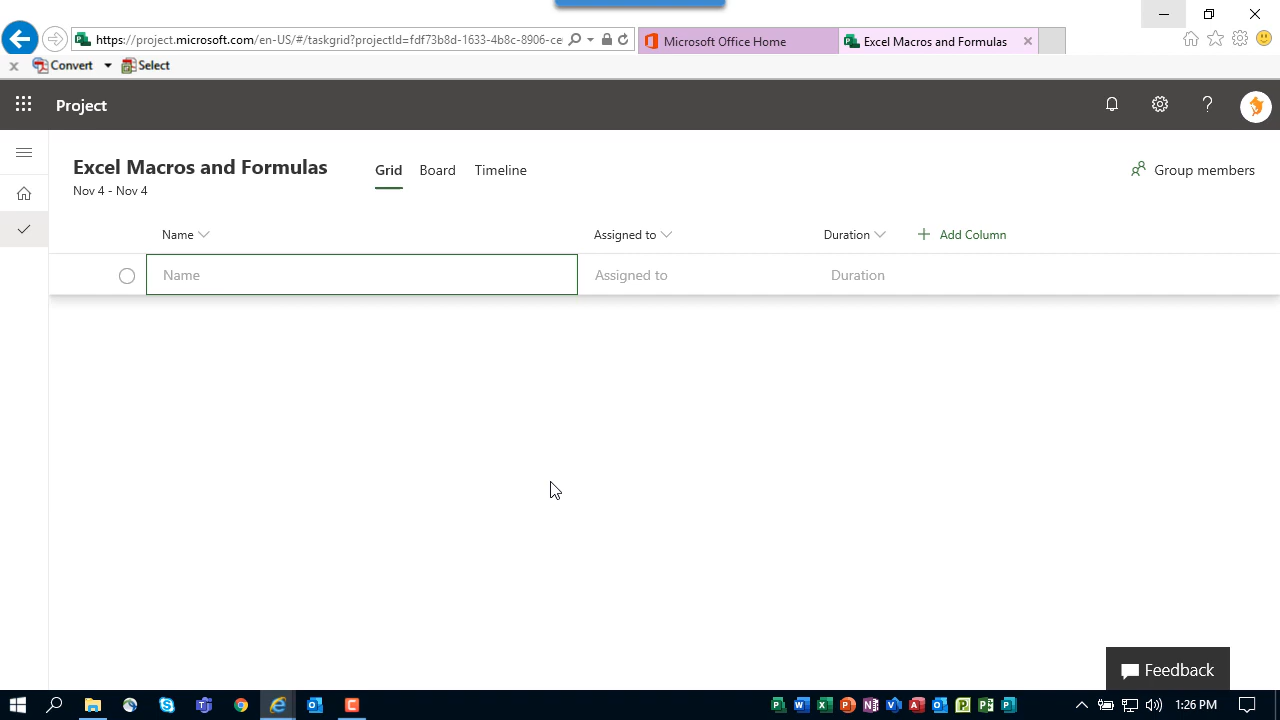 https://project.microsoft.com/en-US/#/taskgrid?projectId=fdf73b8d-1633-4b8c-8906-ce
Microsoft Office Home
Excel Macros and Formulas
x Convert Select
Project
Excel Macros and Formulas
Grid Board Timeline
Group members
Nov 4 - Nov 4
Name Assigned to Duration + Add Column
Name Assigned to Duration
Feedback
1:26 PM